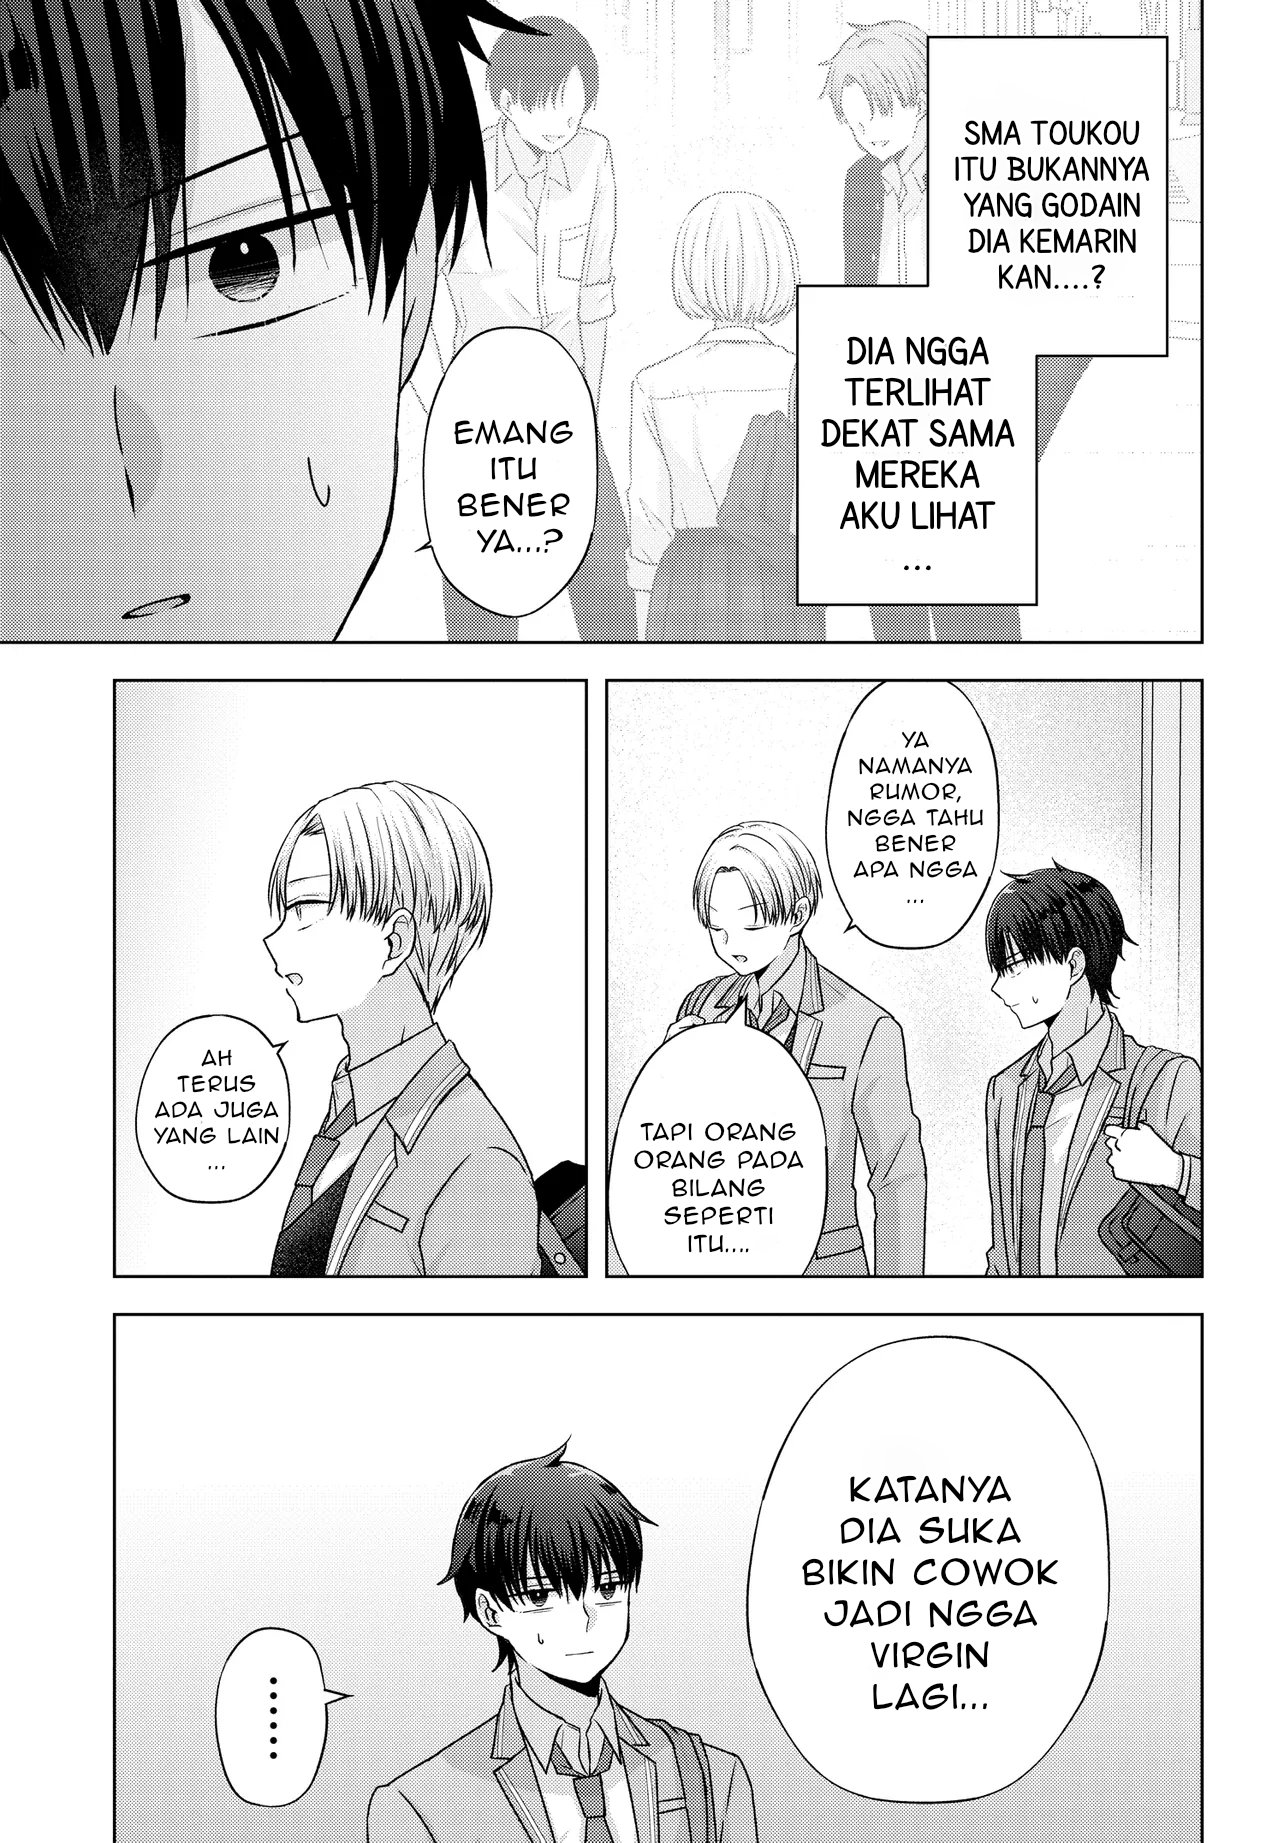 SMA TOUKOU
ITU BUKANNYA
YANG GODAIN
DIA KEMARIN
KAN....?
DIA NGGA
TERLIHAT
DEKAT SAMA
MEREKA
AKU LIHAT
...
EMANG
ITU
BENER
YA...?
YA
NAMANYA
RUMOR,
NGGA TAHU
BENER
APA NGGA
...
TAPI ORANG
ORANG PADA
BILANG
SEPERTI
ITU....
AH
TERUS
ADA JUGA
YANG LAIN
...
KATANYA
DIA SUKA
BIKIN COWOK
JADI NGGA
VIRGIN
LAGI...
......